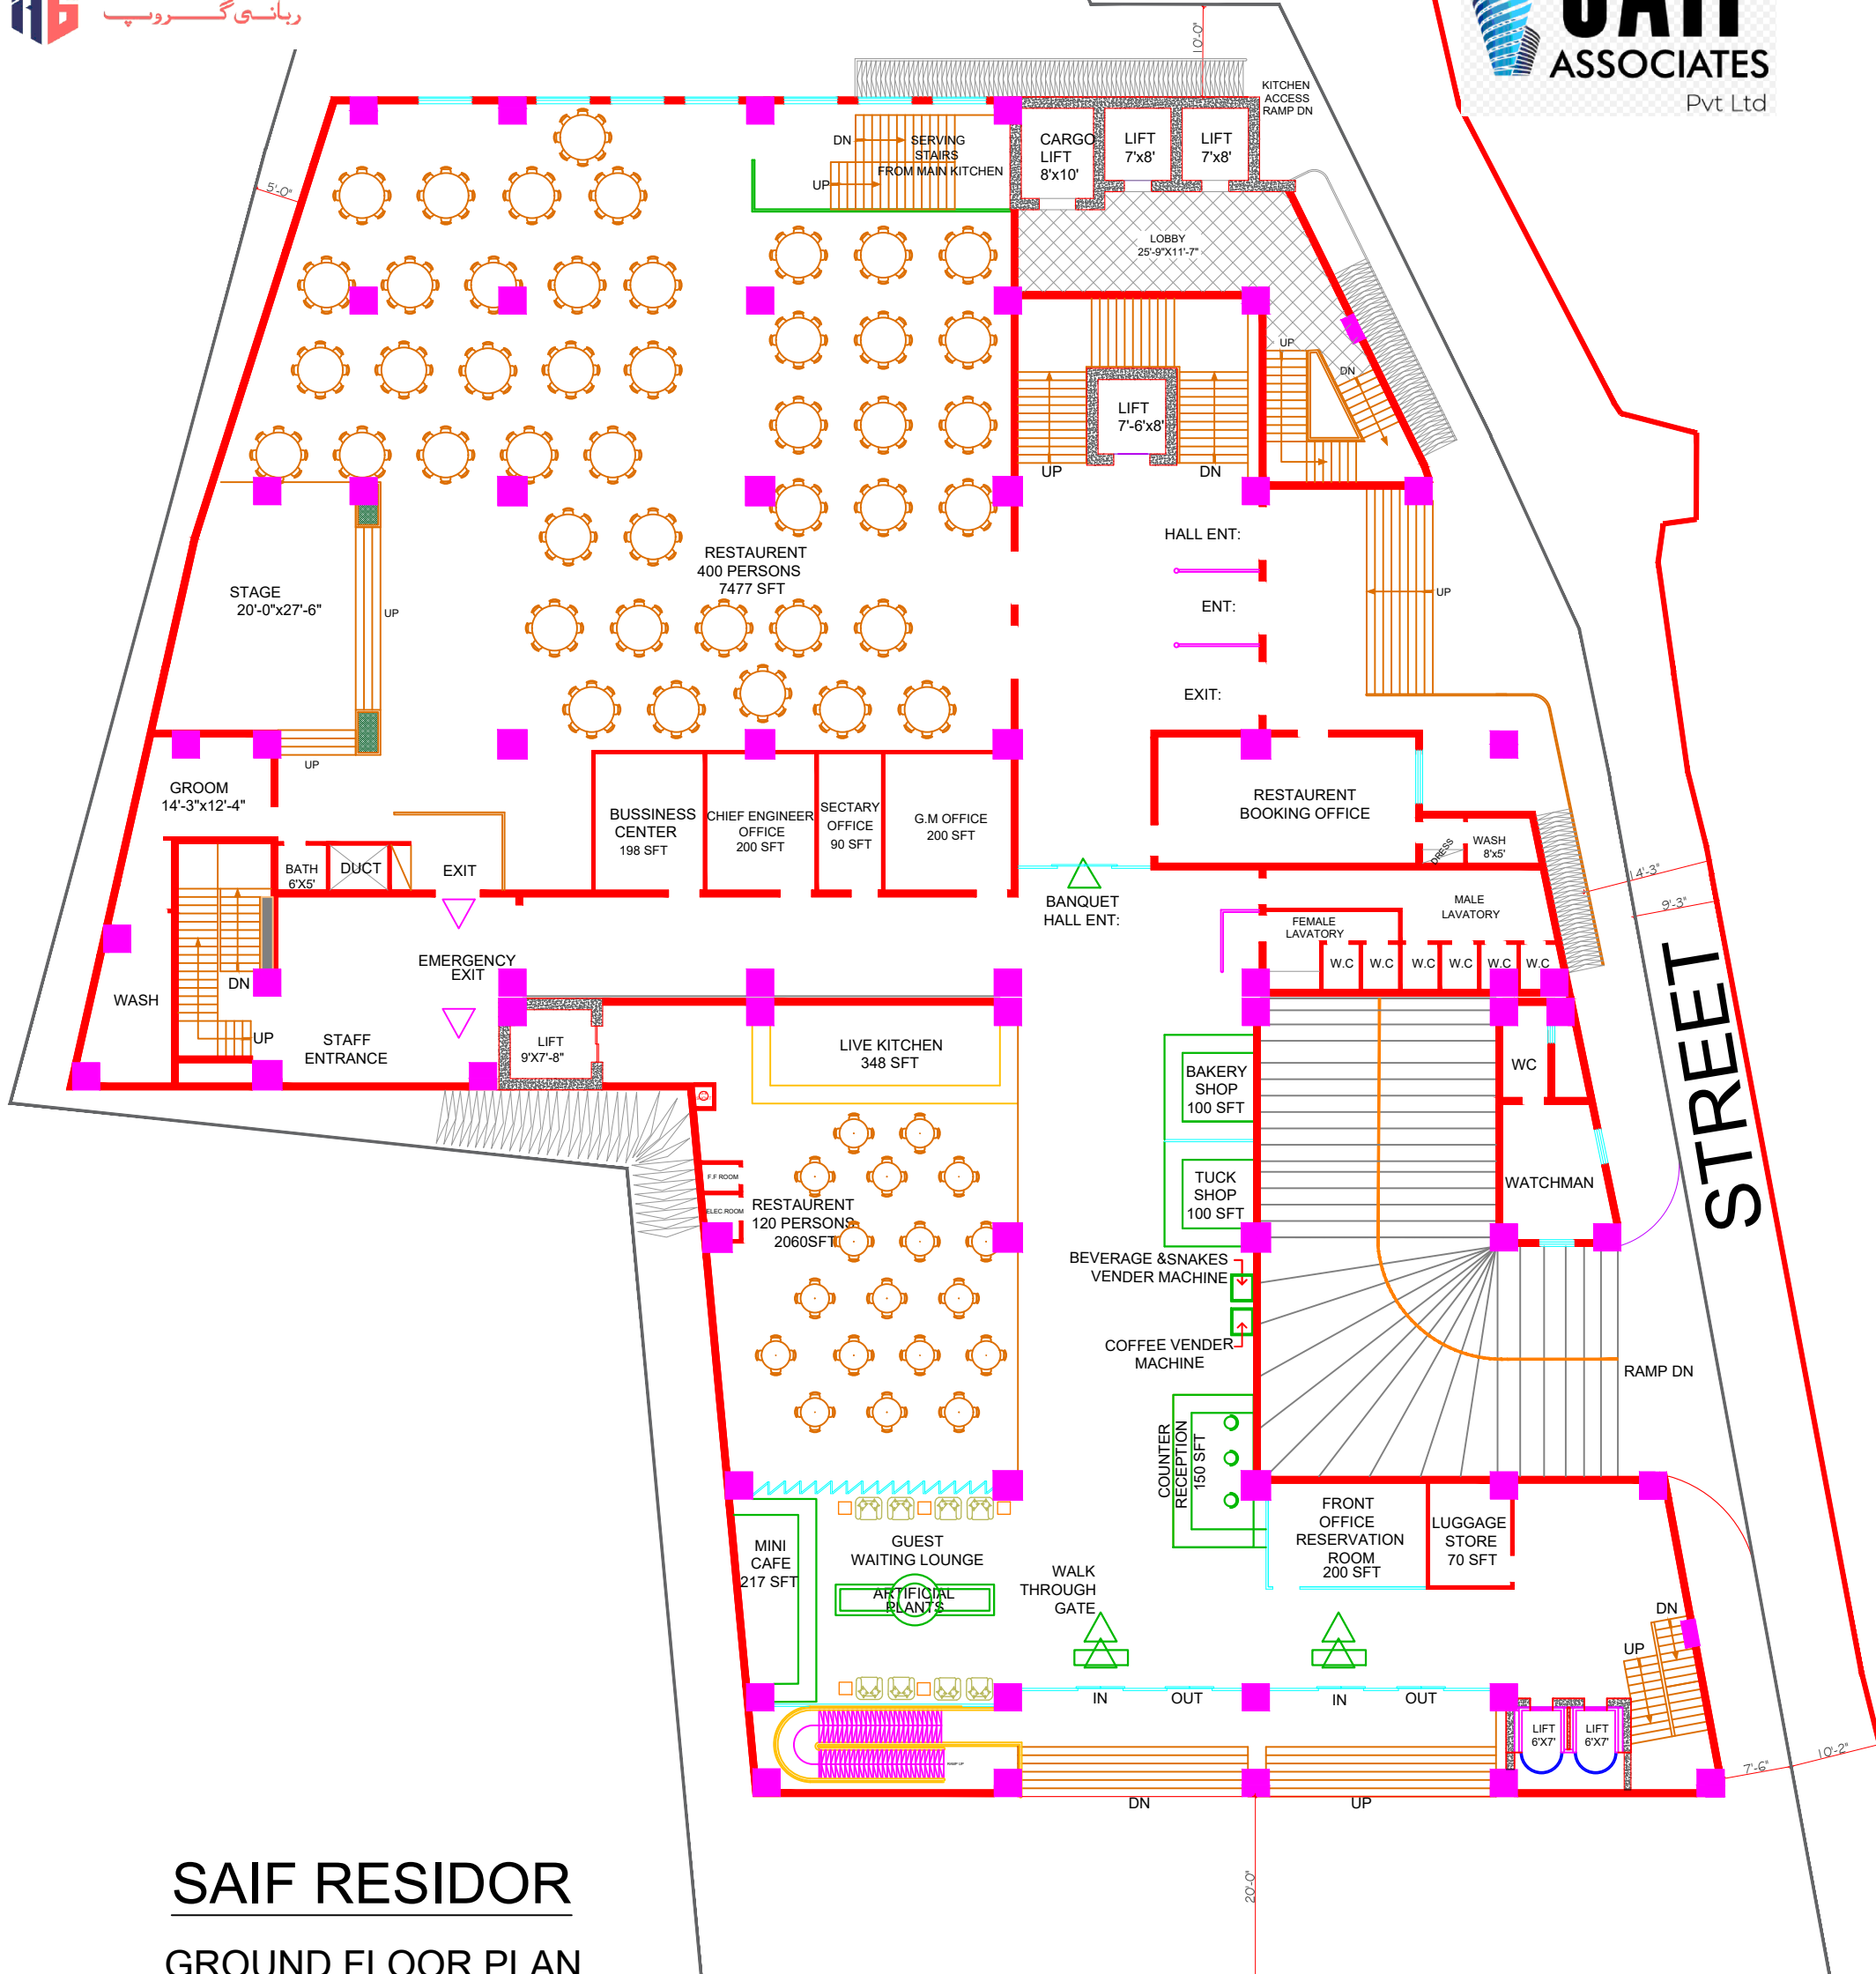 ربانی گروپ
ASSOCIATES
Pvt Ltd
10'-0"
KITCHEN
ACCESS
RAMP DN
5'-0"
DN
SERVING
STAIRS
FROM MAIN KITCHEN
UP
CARGO
LIFT
8'x10'
LIFT
7'x8'
LIFT
7'x8'
LOBBY
25'-9"X11'-7"
UP
DN
LIFT
7'-6'x8'
UP
DN
HALL ENT:
ENT:
EXIT:
UP
RESTAURENT
400 PERSONS
7477 SFT
STAGE
20'-0"x27'-6"
UP
UP
GROOM
14'-3"x12'-4"
BATH
6'X5'
DUCT
EXIT
BUSSINESS
CENTER
198 SFT
CHIEF ENGINEER
OFFICE
200 SFT
SECTARY
OFFICE
90 SFT
G.M OFFICE
200 SFT
RESTAURENT
BOOKING OFFICE
DRESS
WASH
8'x5'
14'-3"
9'-3"
BANQUET
HALL ENT:
FEMALE
LAVATORY
MALE
LAVATORY
W.C
W.C
W.C
W.C
W.C
W.C
EMERGENCY
EXIT
DN
WASH
UP
STAFF
ENTRANCE
LIFT
9'X7'-8"
LIVE KITCHEN
348 SFT
BAKERY
SHOP
100 SFT
WC
STREET
F.F ROOM
ELEC.ROOM
RESTAURENT
120 PERSONS
2060SFT
TUCK
SHOP
100 SFT
WATCHMAN
BEVERAGE &SNAKES
VENDER MACHINE
COFFEE VENDER
MACHINE
RAMP DN
COUNTER
RECEPTION
150 SFT
FRONT
OFFICE
RESERVATION
ROOM
200 SFT
LUGGAGE
STORE
70 SFT
MINI
CAFE
217 SFT
GUEST
WAITING LOUNGE
ARTIFICIAL
PLANTS
WALK
THROUGH
GATE
DN
UP
IN
OUT
IN
OUT
LIFT
6'X7'
LIFT
6'X7'
RAMP UP
DN
UP
7'-6"
10'-2"
20'-0"
SAIF RESIDOR
GROUND FLOOR PLAN